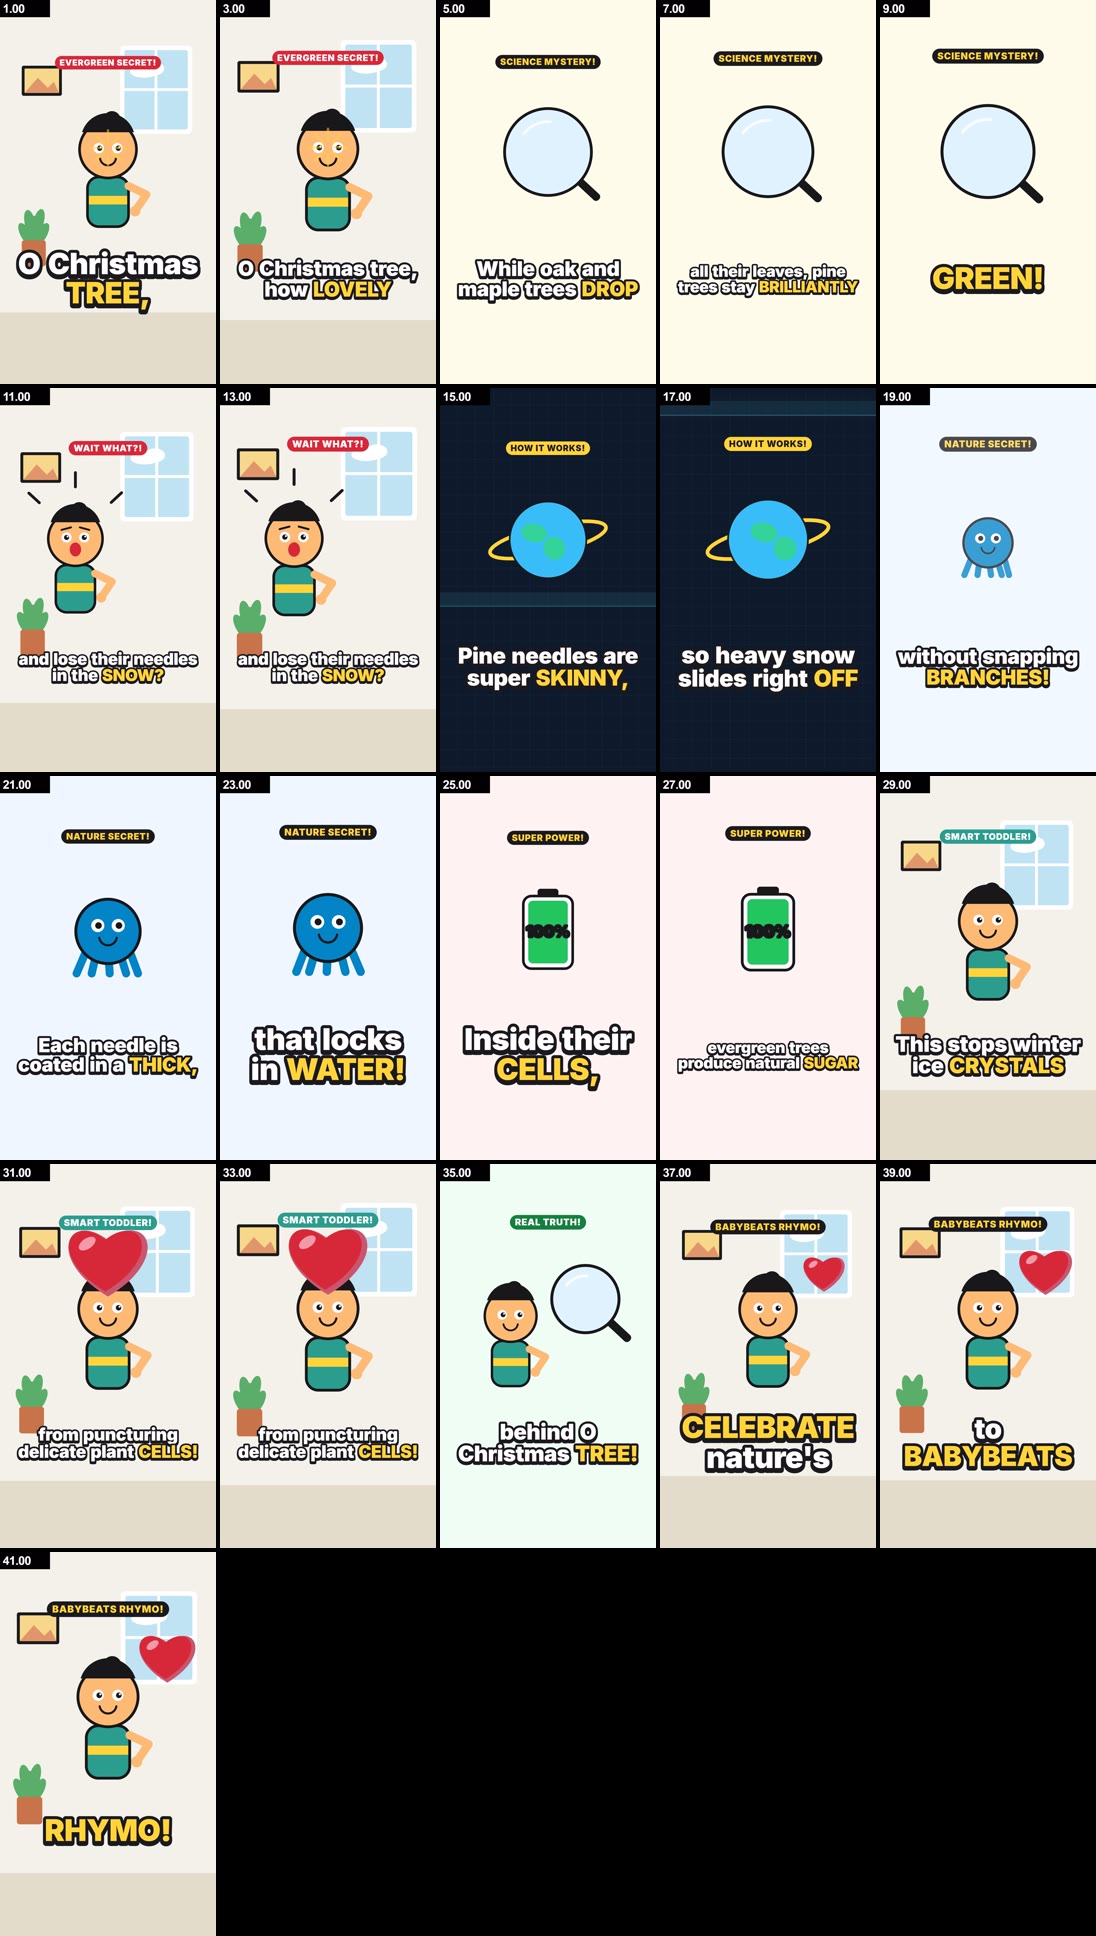 1.00
EVERGREEN SECRET!
O Christmas
TREE,
3.00
EVERGREEN SECRET!
O Christmas tree,
how LOVELY
5.00
SCIENCE MYSTERY!
While oak and
maple trees DROP
7.00
SCIENCE MYSTERY!
all their leaves, pine
trees stay BRILLIANTLY
9.00
SCIENCE MYSTERY!
GREEN!
11.00
WAIT WHAT?!
and lose their needles
in the SNOW?
13.00
WAIT WHAT?!
and lose their needles
in the SNOW?
15.00
HOW IT WORKS!
Pine needles are
super SKINNY,
17.00
HOW IT WORKS!
so heavy snow
slides right OFF
19.00
NATURE SECRET!
without snapping
BRANCHES!
21.00
NATURE SECRET!
Each needle is
coated in a THICK,
23.00
NATURE SECRET!
that locks
in WATER!
25.00
SUPER POWER!
100%
Inside their
CELLS,
27.00
SUPER POWER!
100%
evergreen trees
produce natural SUGAR
29.00
SMART TODDLER!
This stops winter
ice CRYSTALS
31.00
SMART TODDLER!
from puncturing
delicate plant CELLS!
33.00
SMART TODDLER!
from puncturing
delicate plant CELLS!
35.00
REAL TRUTH!
behind O
Christmas TREE!
37.00
BABYBEATS RHYMO!
CELEBRATE
nature's
39.00
BABYBEATS RHYMO!
to
BABYBEATS
41.00
BABYBEATS RHYMO!
RHYMO!